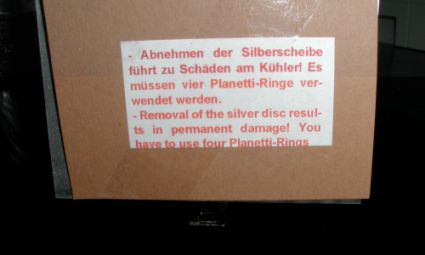 - Abnehmen der Silberscheibe
führt zu Schäden am Kühler! Es
müssen vier Planetti-Ringe ver-
wendet werden.
- Removal of the silver disc resul-
ts in permanent damage! You
have to use four Planetti-Rings